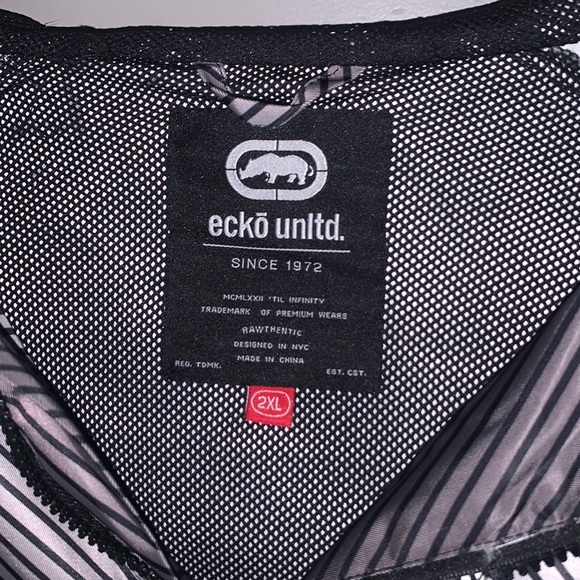 eckō unltd.
SINCE 1972
MCMLXXII 'TIL INFINITY
TRADEMARK OF PREMIUM WEARS
RAWTHENTIC
DESIGNED IN NYC
MADE IN CHINA
REG. TDMK. EST. CST.
2XL